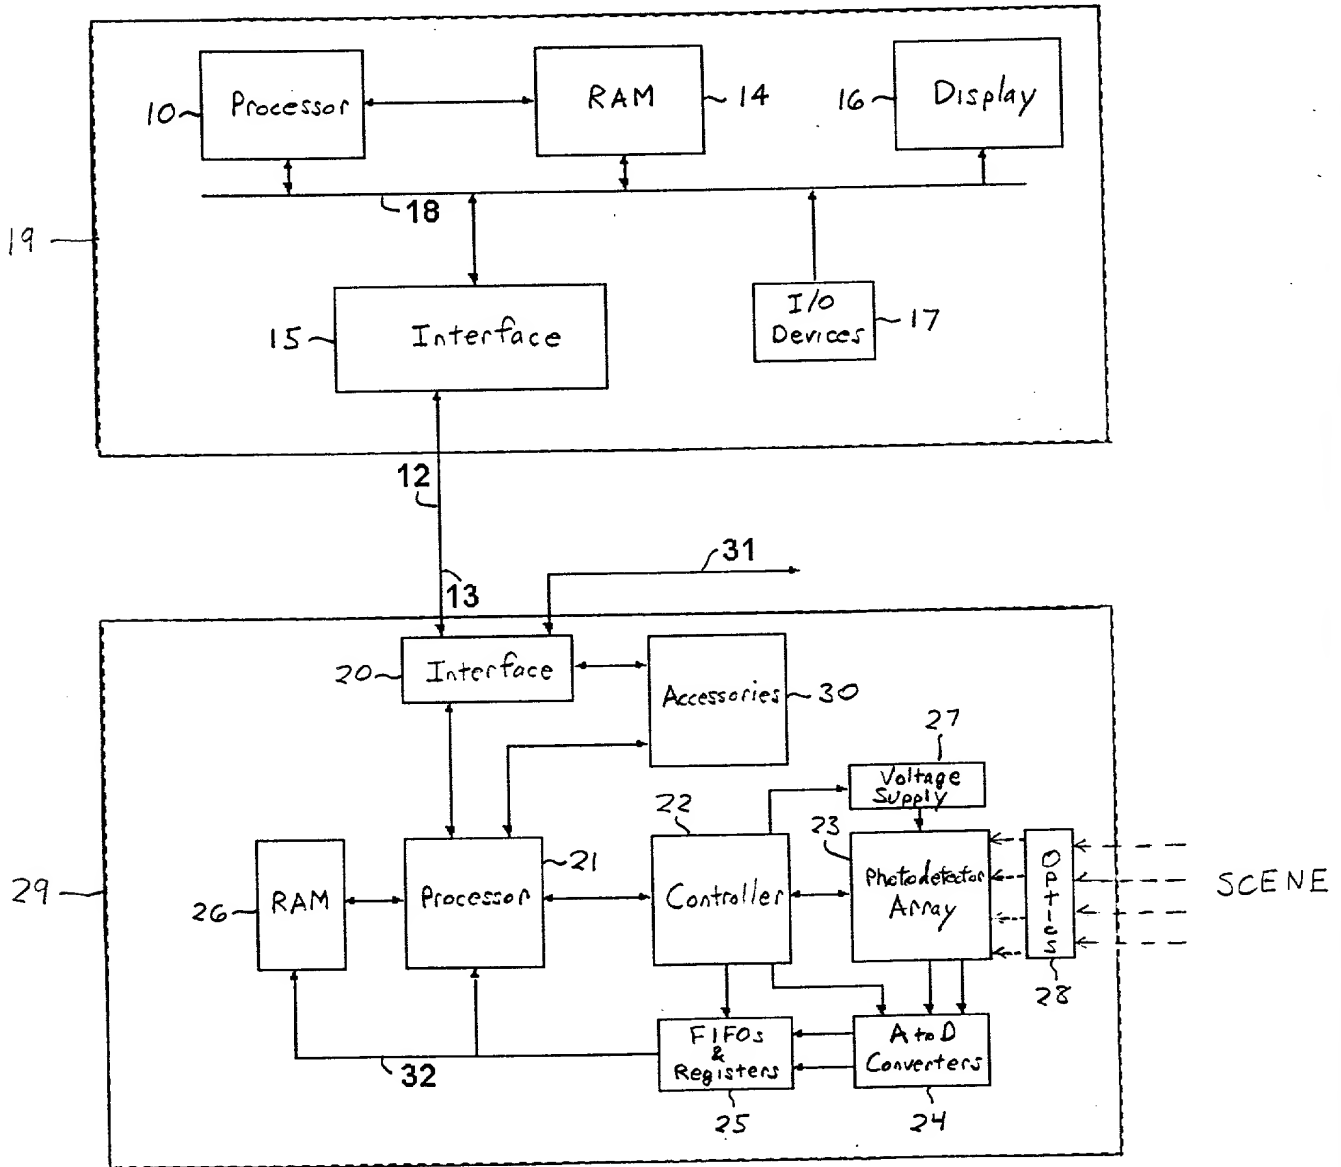 10
Processor
RAM
14
16
Display
18
19
15
Interface
I/O
Devices
17
12
13
31
20
Interface
Accessories
30
27
Voltage
Supply
22
23
21
29
26
RAM
Processor
Controller
Photodetector
Array
Optics
SCENE
28
FIFOs
&
Registers
A to D
Converters
32
25
24